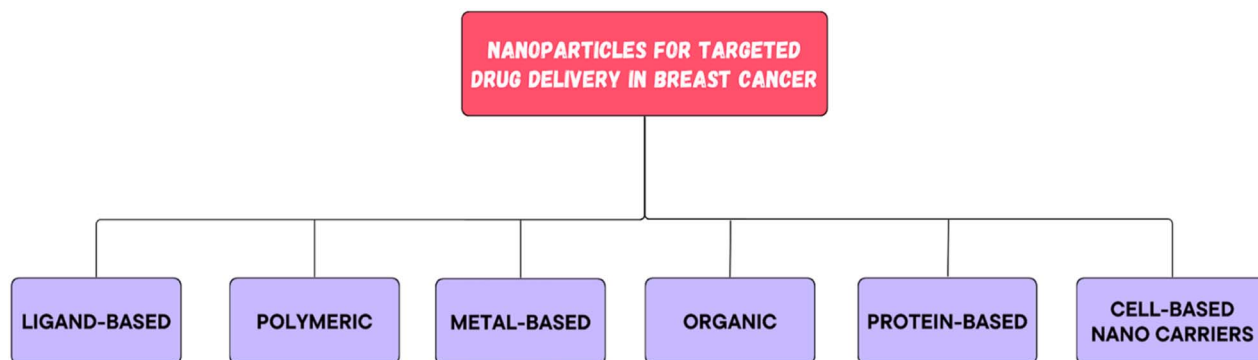 NANOPARTICLES FOR TARGETED
DRUG DELIVERY IN BREAST CANCER
LIGAND-BASED
POLYMERIC
METAL-BASED
ORGANIC
PROTEIN-BASED
CELL-BASED
NANO CARRIERS